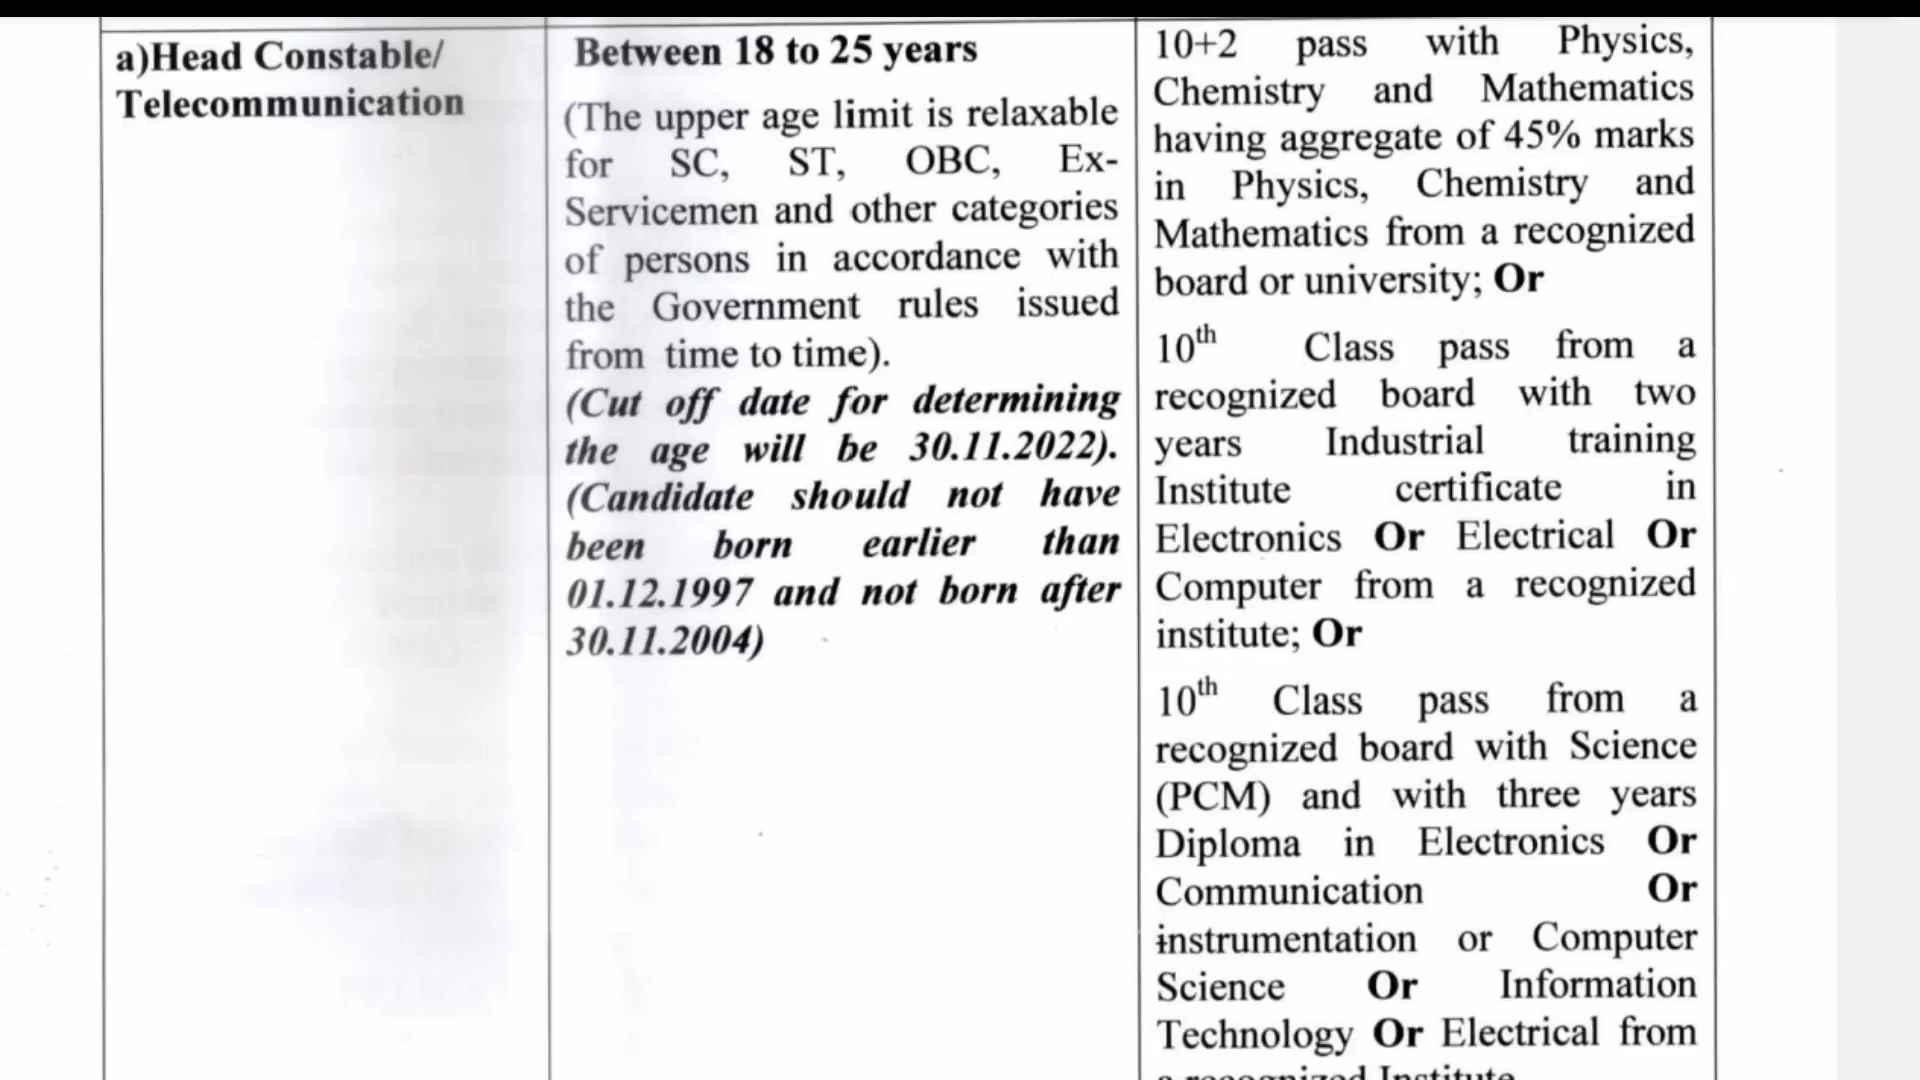 a)Head Constable/
Telecommunication
Between 18 to 25 years
(The upper age limit is relaxable
for SC, ST, OBC, Ex-
Servicemen and other categories
of persons in accordance with
the Government rules issued
from time to time).
(Cut off date for determining
the age will be 30.11.2022).
(Candidate should not have
been born earlier than
01.12.1997 and not born after
30.11.2004)
10+2 pass with Physics,
Chemistry and Mathematics
having aggregate of 45% marks
in Physics, Chemistry and
Mathematics from a recognized
board or university; Or
10th Class pass from a
recognized board with two
years Industrial training
Institute certificate in
Electronics Or Electrical Or
Computer from a recognized
institute; Or
10th Class pass from a
recognized board with Science
(PCM) and with three years
Diploma in Electronics Or
Communication Or
instrumentation or Computer
Science Or Information
Technology Or Electrical from
a recognized Institute